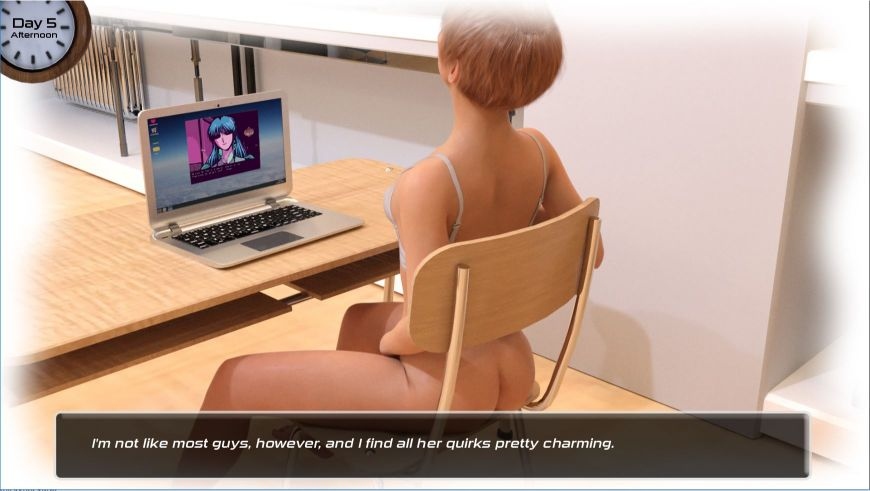 Day 5
Afternoon
I'm not like most guys, however, and I find all her quirks pretty charming.